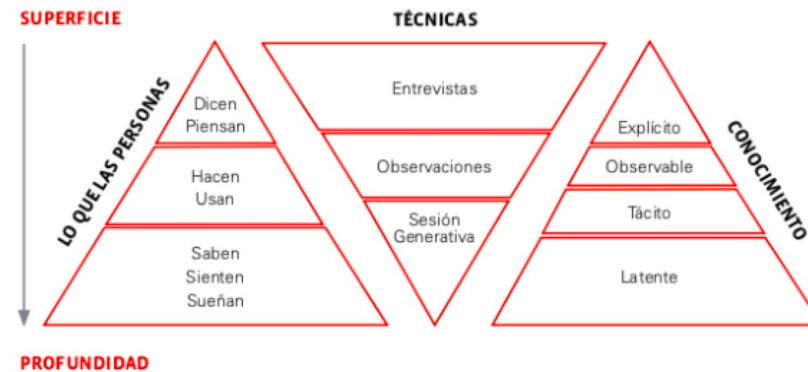 SUPERFICIE
TÉCNICAS
LO QUE LAS PERSONAS
Dicen
Piensan
Hacen
Usan
Saben
Sienten
Sueñan
Entrevistas
Observaciones
Sesión
Generativa
CONOCIMIENTO
Explícito
Observable
Tácito
Latente
PROFUNDIDAD